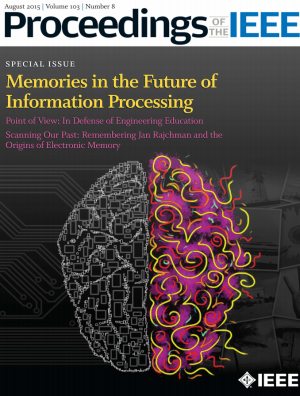 August 2015 | Volume 103 | Number 8
Proceedings OF THE IEEE
SPECIAL ISSUE
Memories in the Future of
Information Processing
Point of View: In Defense of Engineering Education
Scanning Our Past: Remembering Jan Rajchman and the
Origins of Electronic Memory
IEEE